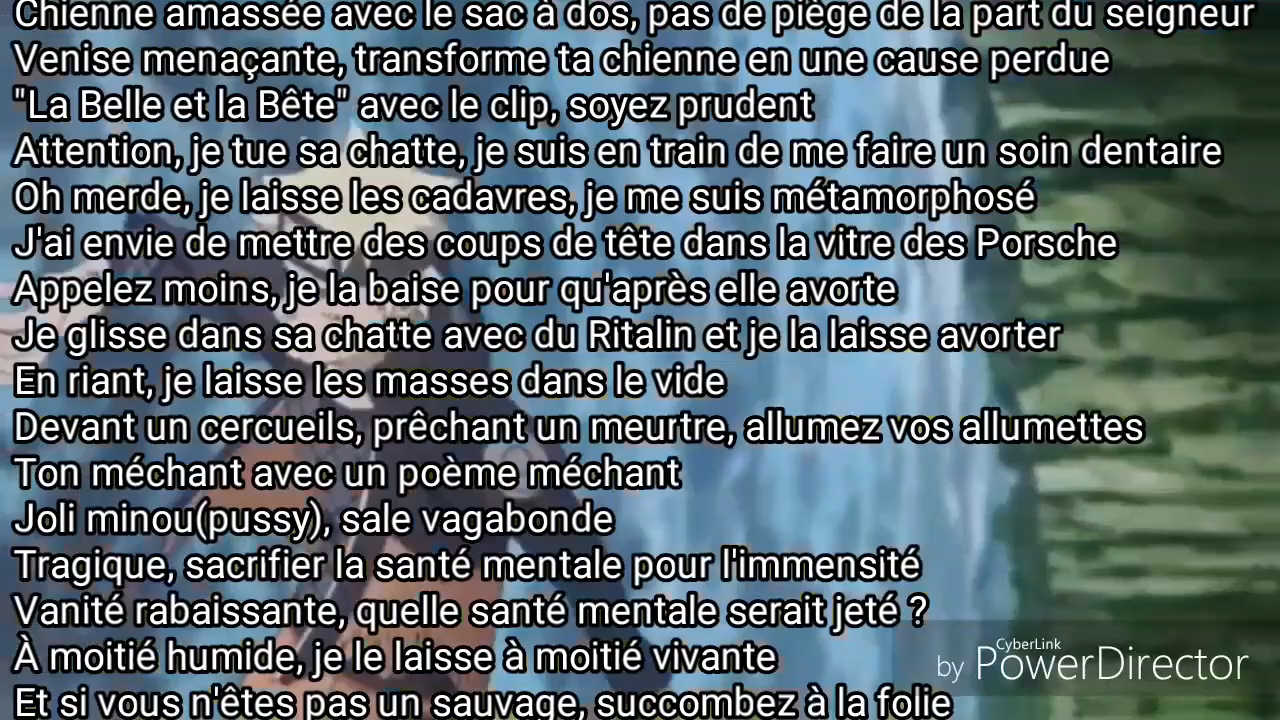 Chienne amassée avec le sac à dos, pas de piège de la part du seigneur
Venise menaçante, transforme ta chienne en une cause perdue
"La Belle et la Bête" avec le clip, soyez prudent
Attention, je tue sa chatte, je suis en train de me faire un soin dentaire
Oh merde, je laisse les cadavres, je me suis métamorphosé
J'ai envie de mettre des coups de tête dans la vitre des Porsche
Appelez moins, je la baise pour qu'après elle avorte
Je glisse dans sa chatte avec du Ritalin et je la laisse avorter
En riant, je laisse les masses dans le vide
Devant un cercueils, prêchant un meurtre, allumez vos allumettes
Ton méchant avec un poème méchant
Joli minou(pussy), sale vagabonde
Tragique, sacrifier la santé mentale pour l'immensité
Vanité rabaissante, quelle santé mentale serait jeté ?
À moitié humide, je le laisse à moitié vivante
Et si vous n'êtes pas un sauvage, succombez à la folie
by CyberLink PowerDirector